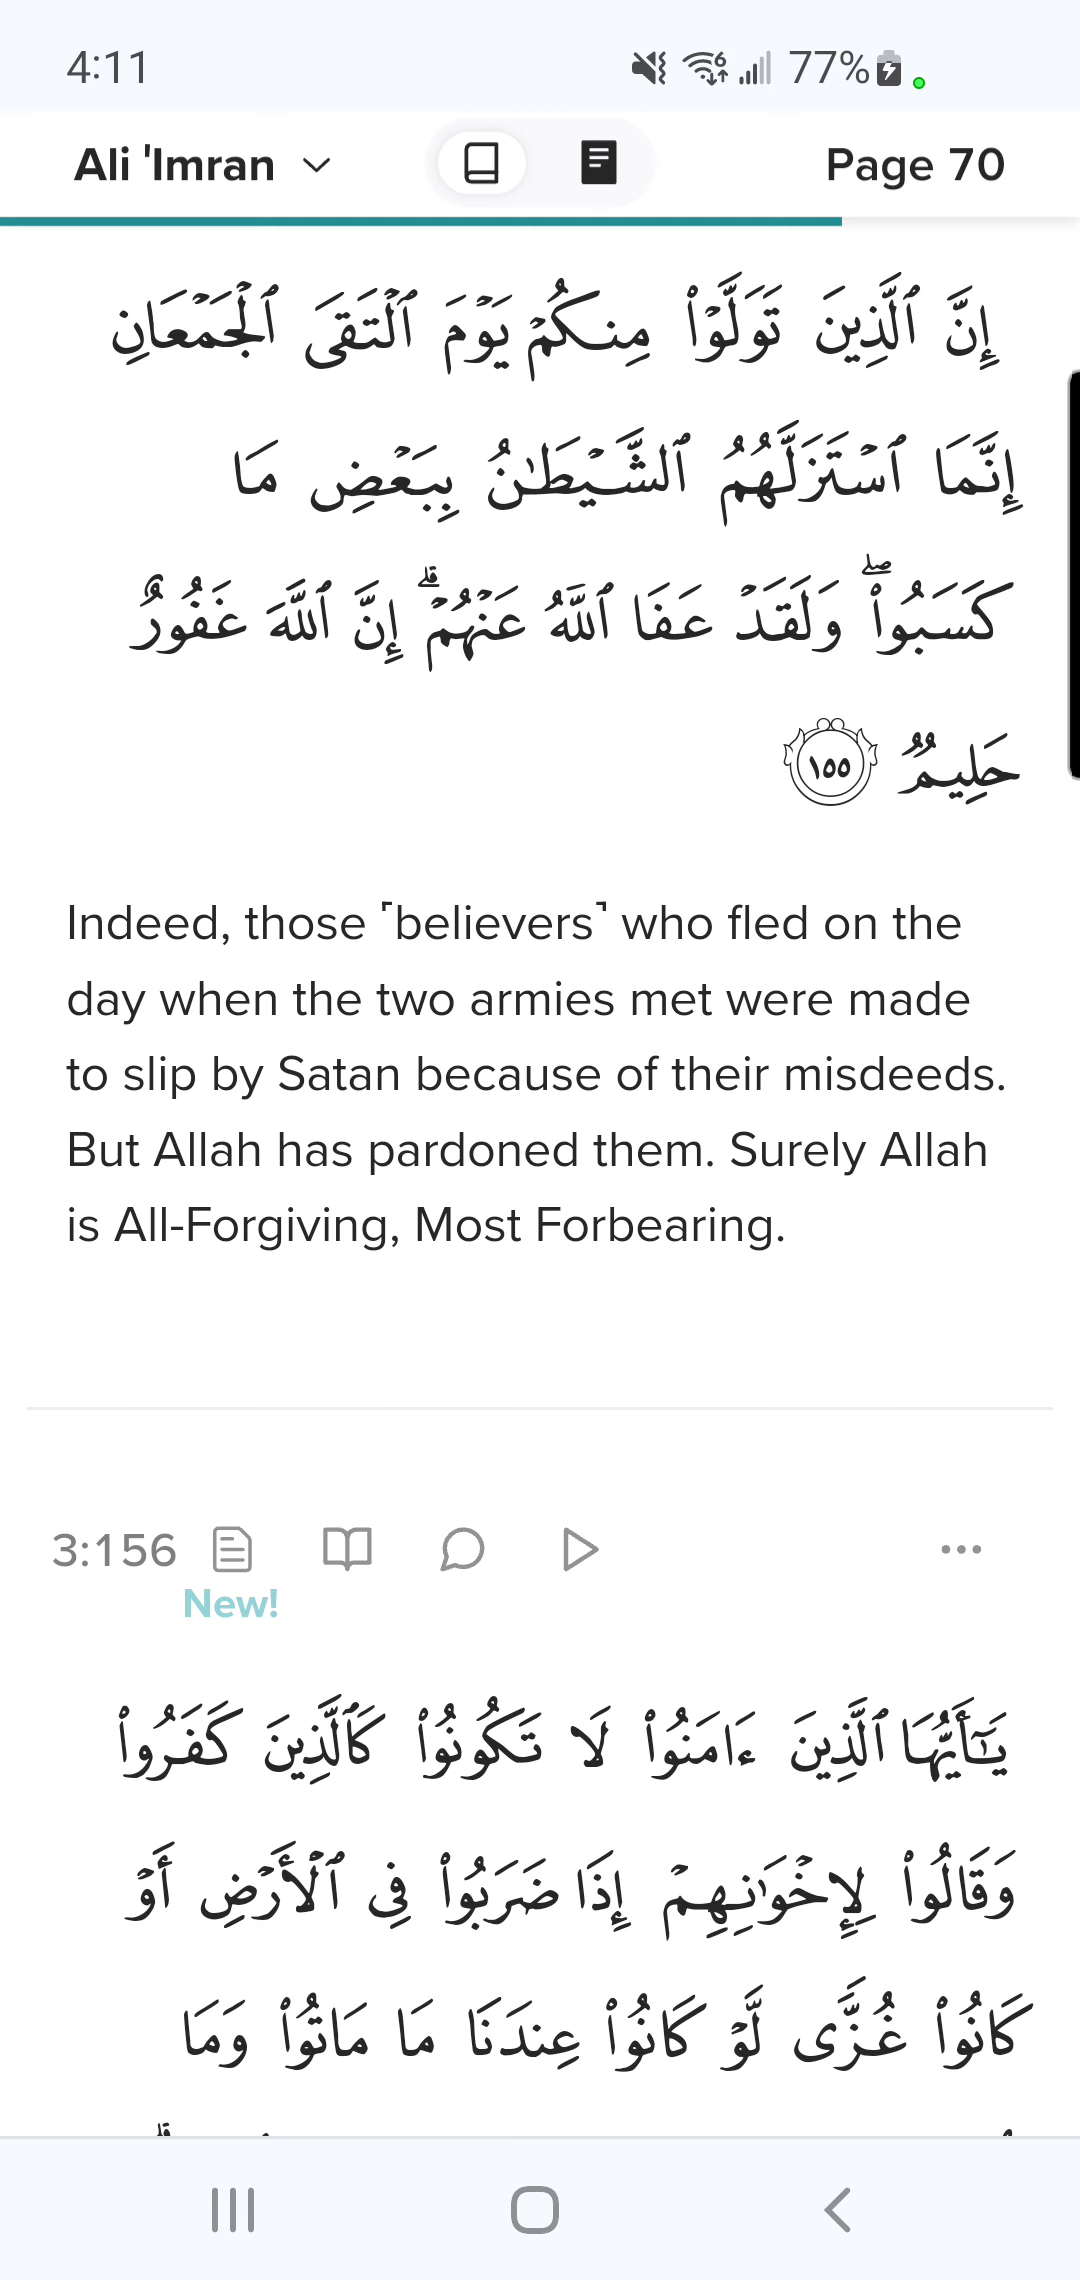 4:11 77%
Ali 'Imran Page 70
إِنَّ ٱلَّذِينَ تَوَلَّوْا۟ مِنكُمْ يَوْمَ ٱلْتَقَى ٱلْجَمْعَانِ
إِنَّمَا ٱسْتَزَلَّهُمُ ٱلشَّيْطَـٰنُ بِبَعْضِ مَا
كَسَبُوا۟ ۖ وَلَقَدْ عَفَا ٱللَّهُ عَنْهُمْ ۗ إِنَّ ٱللَّهَ غَفُورٌ
حَلِيمٌ ١٥٥
Indeed, those ˹believers˺ who fled on the
day when the two armies met were made
to slip by Satan because of their misdeeds.
But Allah has pardoned them. Surely Allah
is All-Forgiving, Most Forbearing.
3:156
New!
يَـٰٓأَيُّهَا ٱلَّذِينَ ءَامَنُوا۟ لَا تَكُونُوا۟ كَٱلَّذِينَ كَفَرُوا۟
وَقَالُوا۟ لِإِخْوَٰنِهِمْ إِذَا ضَرَبُوا۟ فِى ٱلْأَرْضِ أَوْ
كَانُوا۟ غُزًّى لَّوْ كَانُوا۟ عِندَنَا مَا مَاتُوا۟ وَمَا